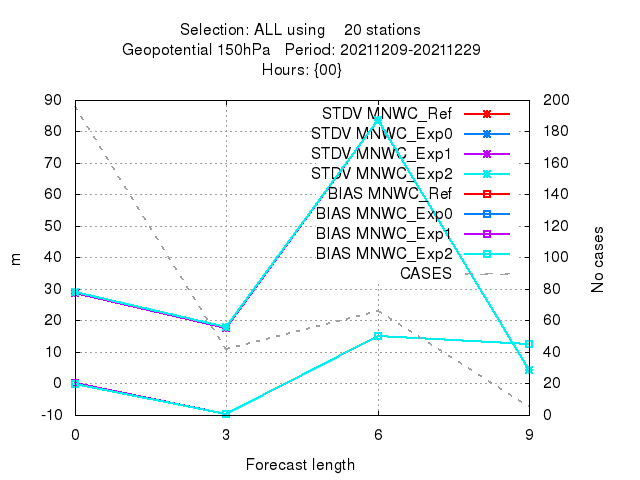 Selection: ALL using 20 stations
Geopotential 150hPa Period: 20211209-20211229
Hours: {00}
90 200
80 180
70 160
60 140
50 120
40 100
30 80
20 60
10 40
0 20
-10 0
m
No cases
STDV MNWC_Ref
STDV MNWC_Exp0
STDV MNWC_Exp1
STDV MNWC_Exp2
BIAS MNWC_Ref
BIAS MNWC_Exp0
BIAS MNWC_Exp1
BIAS MNWC_Exp2
CASES
0 3 6 9
Forecast length